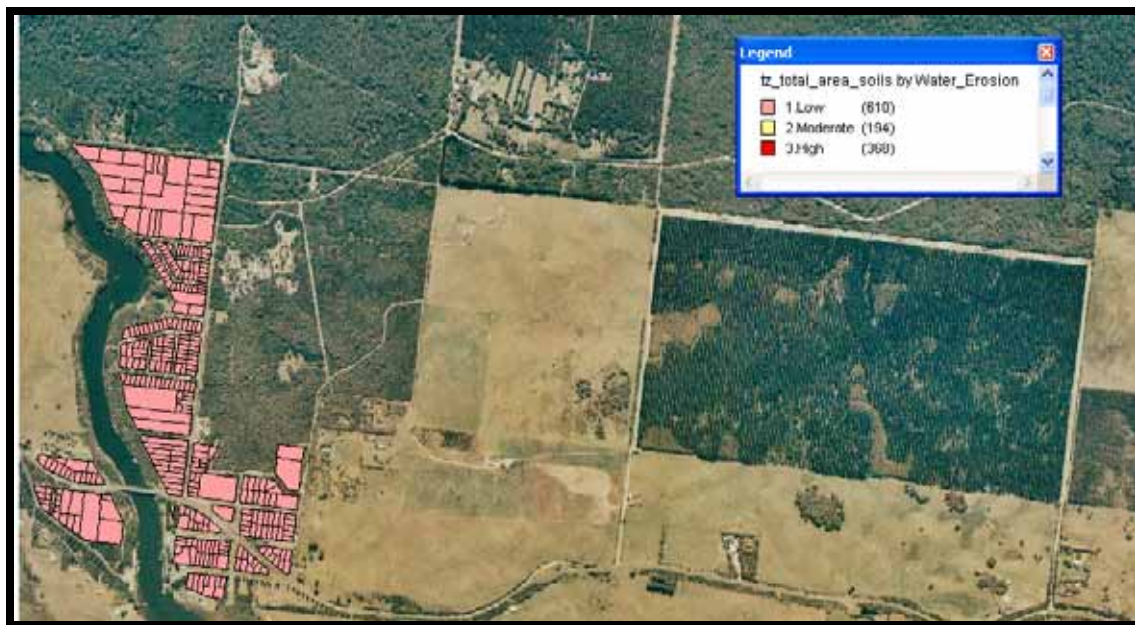 Legend
tz_total_area_soils by Water_Erosion
1.Low (610)
2.Moderate (194)
3.High (368)